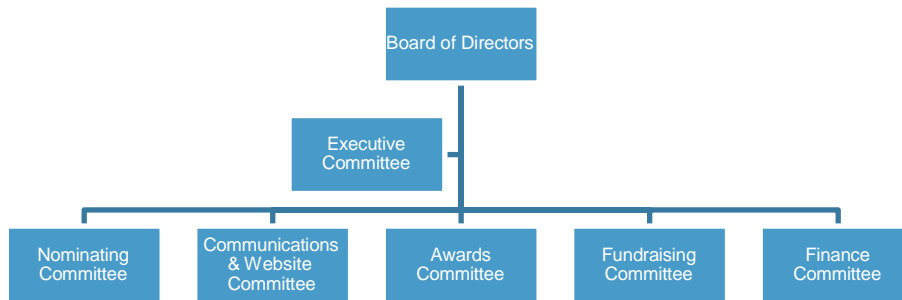 Board of Directors
Executive
Committee
Nominating
Committee
Communications
& Website
Committee
Awards
Committee
Fundraising
Committee
Finance
Committee